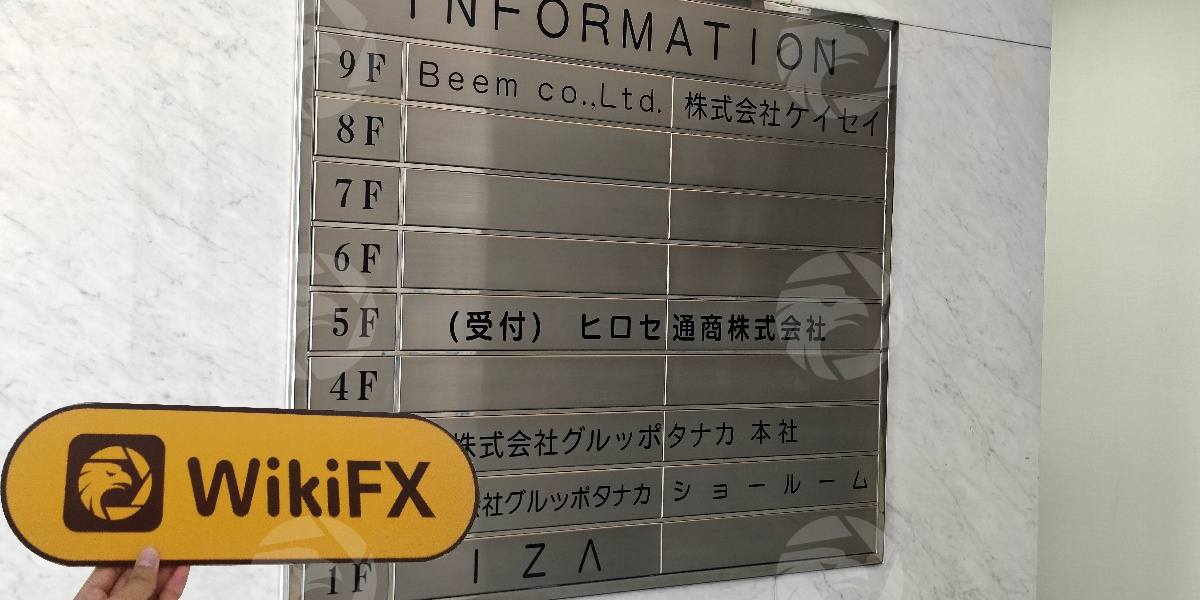 INFORMATION
9F Beem co.,Ltd. 株式会社ケイセイ
8F
7F
6F
5F (受付) ヒロセ通商株式会社
4F
株式会社グルッポタナカ 本社
会社グルッポタナカ ショールーム
1F IZA
WikiFX